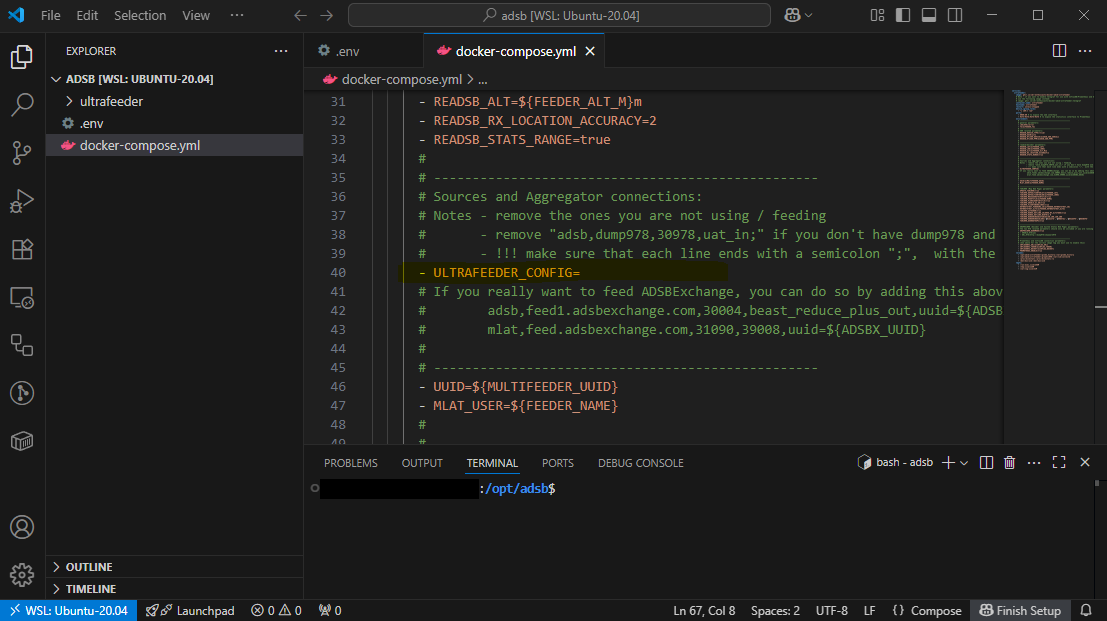 File Edit Selection View ··· adsb [WSL: Ubuntu-20.04]
EXPLORER ···
ADSB [WSL: UBUNTU-20.04]
ultrafeeder
.env
docker-compose.yml
.env docker-compose.yml
docker-compose.yml > ...
31 - READSB_ALT=${FEEDER_ALT_M}m
32 - READSB_RX_LOCATION_ACCURACY=2
33 - READSB_STATS_RANGE=true
34 #
35 # --------------------------------------------------
36 # Sources and Aggregator connections:
37 # Notes - remove the ones you are not using / feeding
38 # - remove "adsb,dump978,30978,uat_in;" if you don't have dump978 and
39 # - !!! make sure that each line ends with a semicolon ";",  with the
40 - ULTRAFEEDER_CONFIG=
41 # If you really want to feed ADSBExchange, you can do so by adding this abov
42 # adsb,feed1.adsbexchange.com,30004,beast_reduce_plus_out,uuid=${ADSB
43 # mlat,feed.adsbexchange.com,31090,39008,uuid=${ADSBX_UUID}
44 #
45 # --------------------------------------------------
46 - UUID=${MULTIFEEDER_UUID}
47 - MLAT_USER=${FEEDER_NAME}
48 #
49 #
PROBLEMS OUTPUT TERMINAL PORTS DEBUG CONSOLE bash - adsb
:/opt/adsb$
OUTLINE
TIMELINE
WSL: Ubuntu-20.04 Launchpad 0 0 0 Ln 67, Col 8 Spaces: 2 UTF-8 LF {} Compose Finish Setup